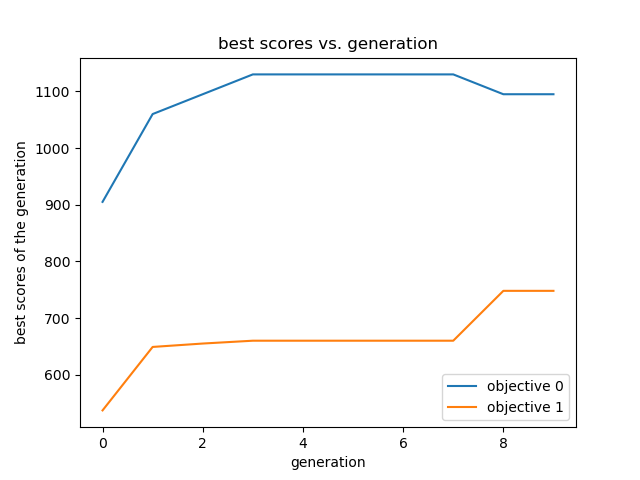 best scores vs. generation
best scores of the generation
1100
1000
900
800
700
600
0
2
4
6
8
generation
objective 0
objective 1